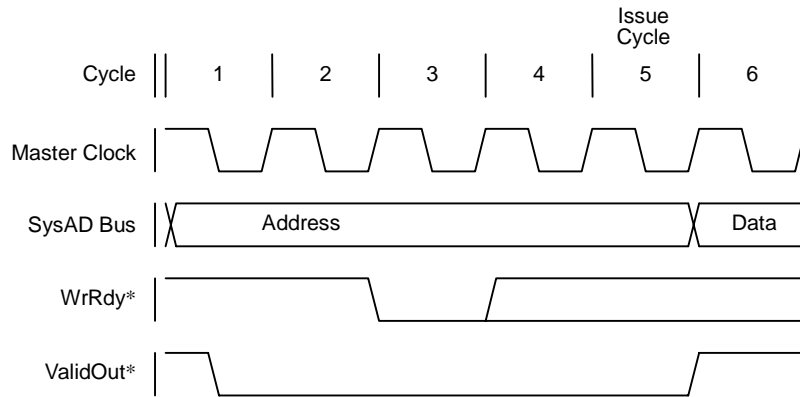 Issue
Cycle
Cycle 1 2 3 4 5 6
Master Clock
SysAD Bus Address Data
WrRdy*
ValidOut*